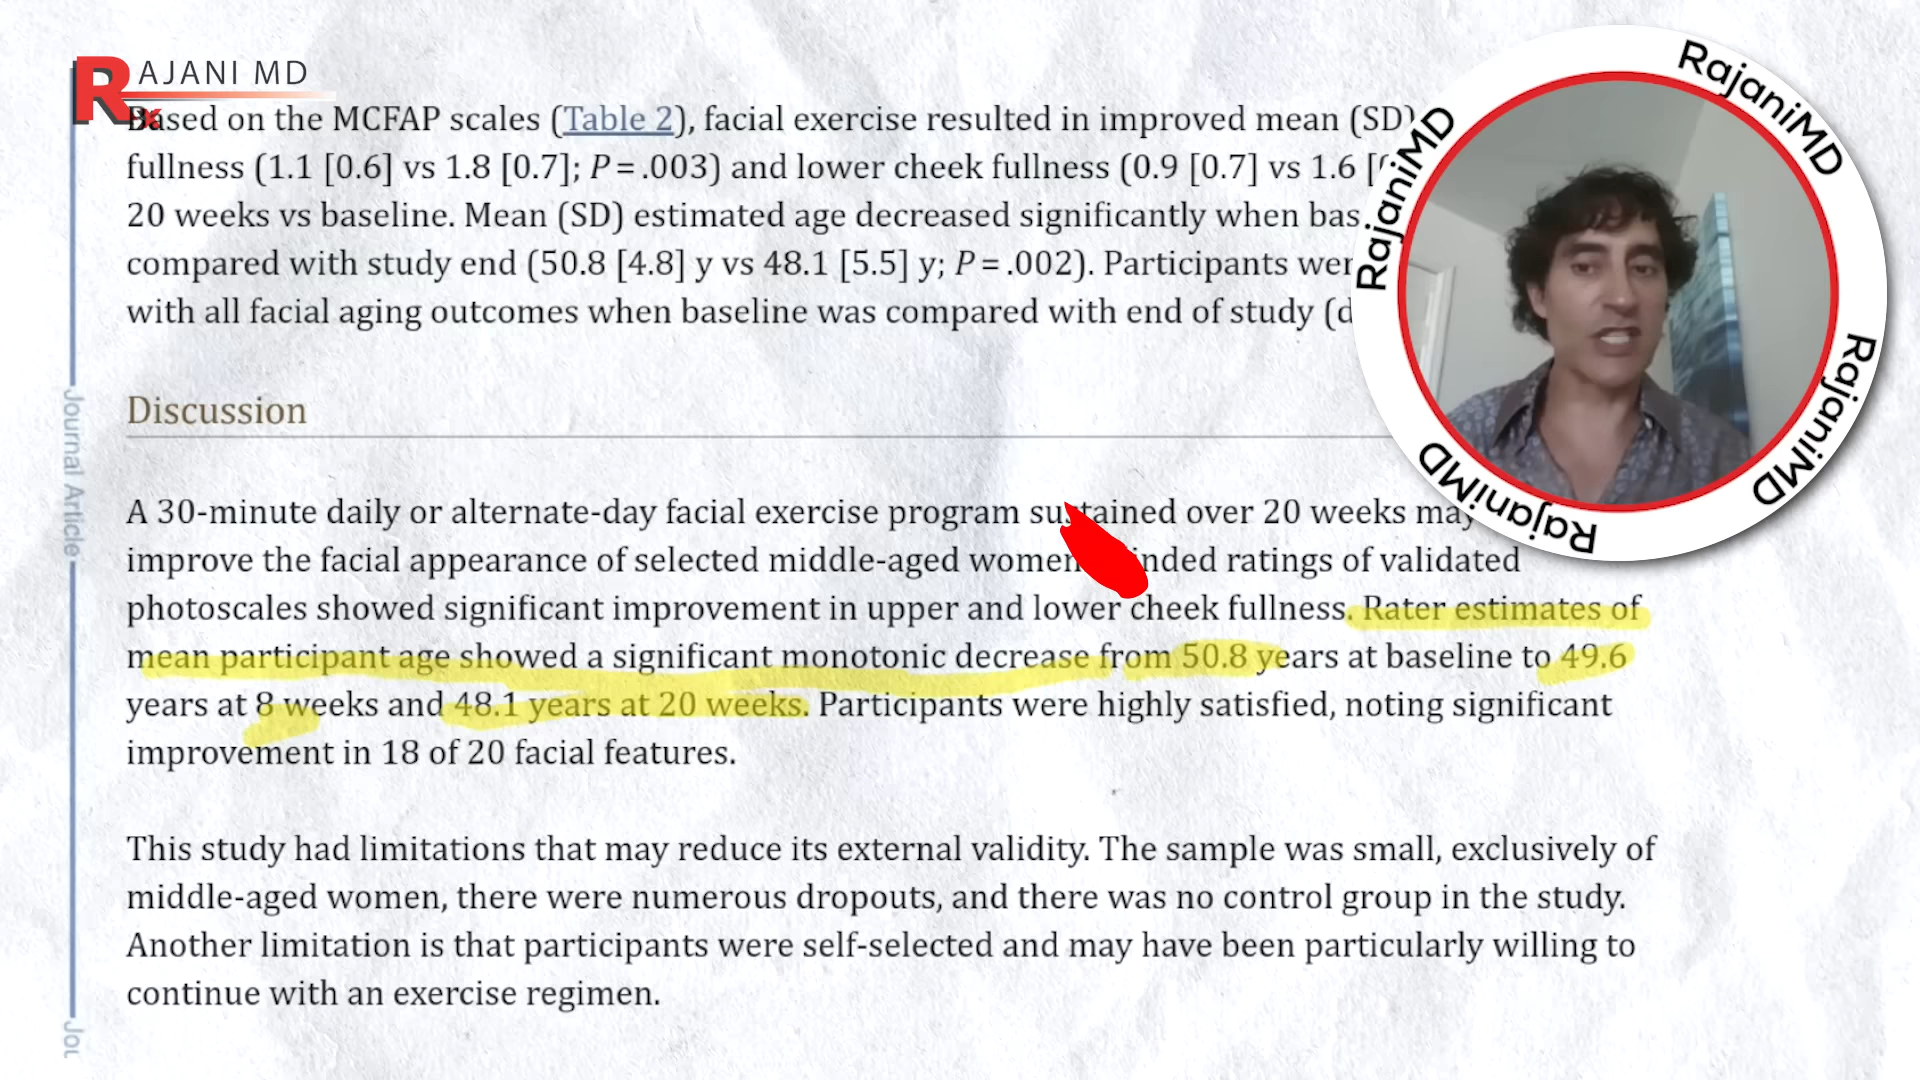 RAJANI MD
Based on the MCFAP scales (Table 2), facial exercise resulted in improved mean (SD)
fullness (1.1 [0.6] vs 1.8 [0.7]; P = .003) and lower cheek fullness (0.9 [0.7] vs 1.6 [
20 weeks vs baseline. Mean (SD) estimated age decreased significantly when bas
compared with study end (50.8 [4.8] y vs 48.1 [5.5] y; P = .002). Participants wer
with all facial aging outcomes when baseline was compared with end of study (d
Discussion
A 30-minute daily or alternate-day facial exercise program sustained over 20 weeks may
improve the facial appearance of selected middle-aged women inded ratings of validated
photoscales showed significant improvement in upper and lower cheek fullness. Rater estimates of
mean participant age showed a significant monotonic decrease from 50.8 years at baseline to 49.6
years at 8 weeks and 48.1 years at 20 weeks. Participants were highly satisfied, noting significant
improvement in 18 of 20 facial features.
This study had limitations that may reduce its external validity. The sample was small, exclusively of
middle-aged women, there were numerous dropouts, and there was no control group in the study.
Another limitation is that participants were self-selected and may have been particularly willing to
continue with an exercise regimen.
Journal Article
Jou
RajaniMD
RajaniMD
RajaniMD
RajaniMD
RajaniMD